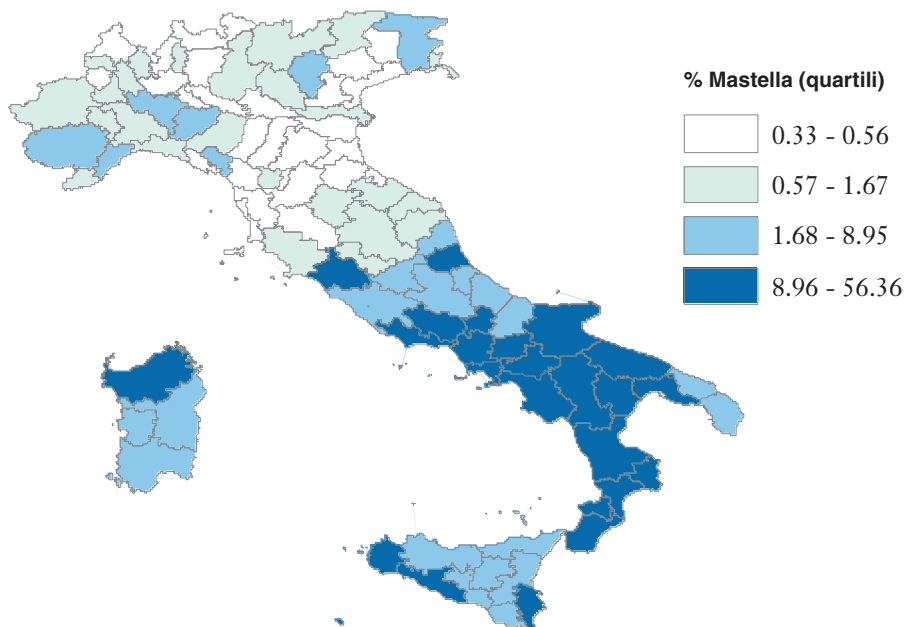 % Mastella (quartili)
0.33 - 0.56
0.57 - 1.67
1.68 - 8.95
8.96 - 56.36